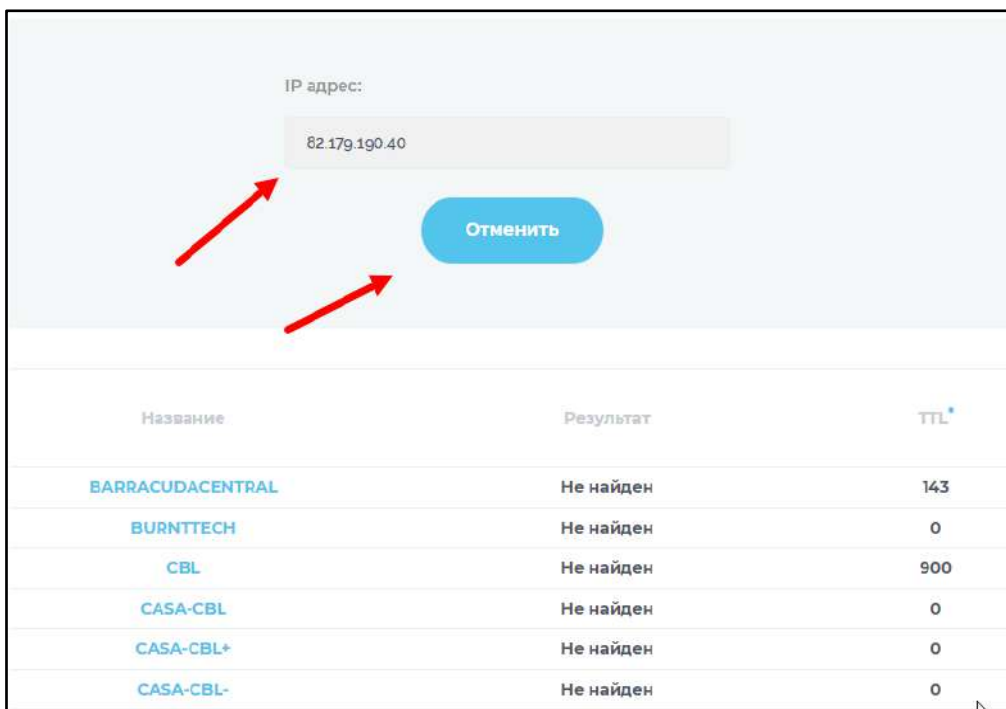 IP адрес:
82.179.190.40
Отменить
Название Результат TTL*
BARRACUDACENTRAL Не найден 143
BURNTTECH Не найден 0
CBL Не найден 900
CASA-CBL Не найден 0
CASA-CBL+ Не найден 0
CASA-CBL- Не найден 0